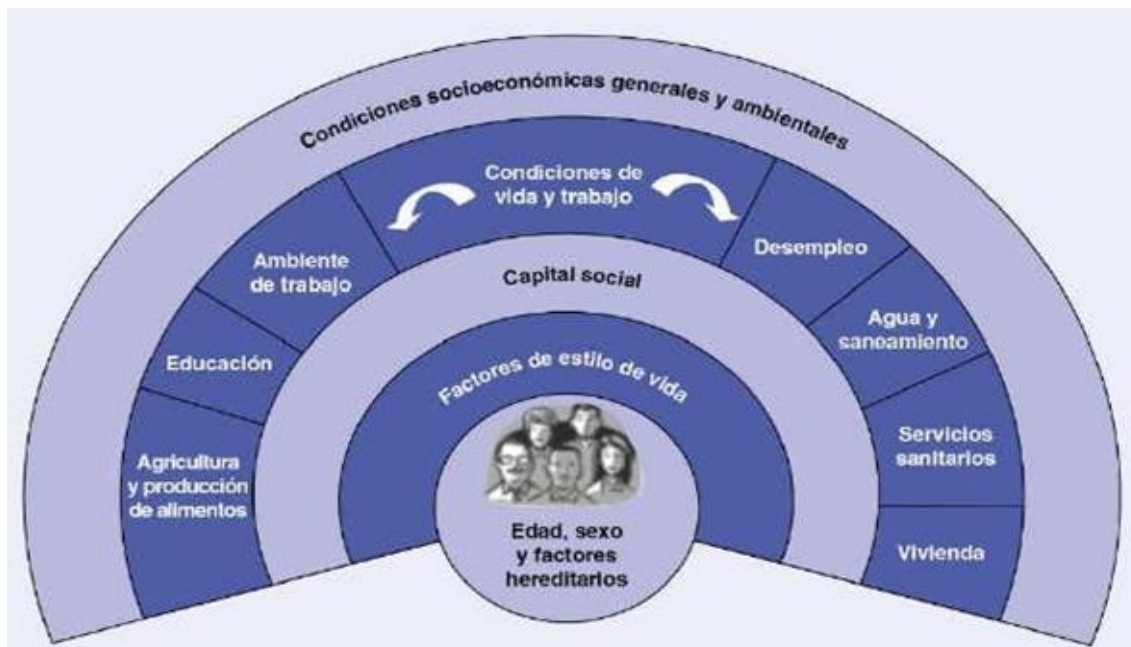 Condiciones socioeconómicas generales y ambientales
Condiciones de
vida y trabajo
Ambiente
de trabajo
Desempleo
Educación
Agua y
saneamiento
Agricultura
y producción
de alimentos
Servicios
sanitarios
Vivienda
Capital social
Factores de estilo de vida
Edad, sexo
y factores
hereditarios